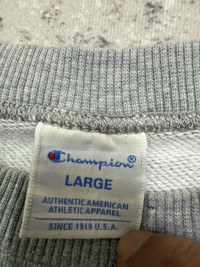 Champion®
LARGE
AUTHENTIC AMERICAN
ATHLETIC APPAREL
SINCE 1919 U.S.A.